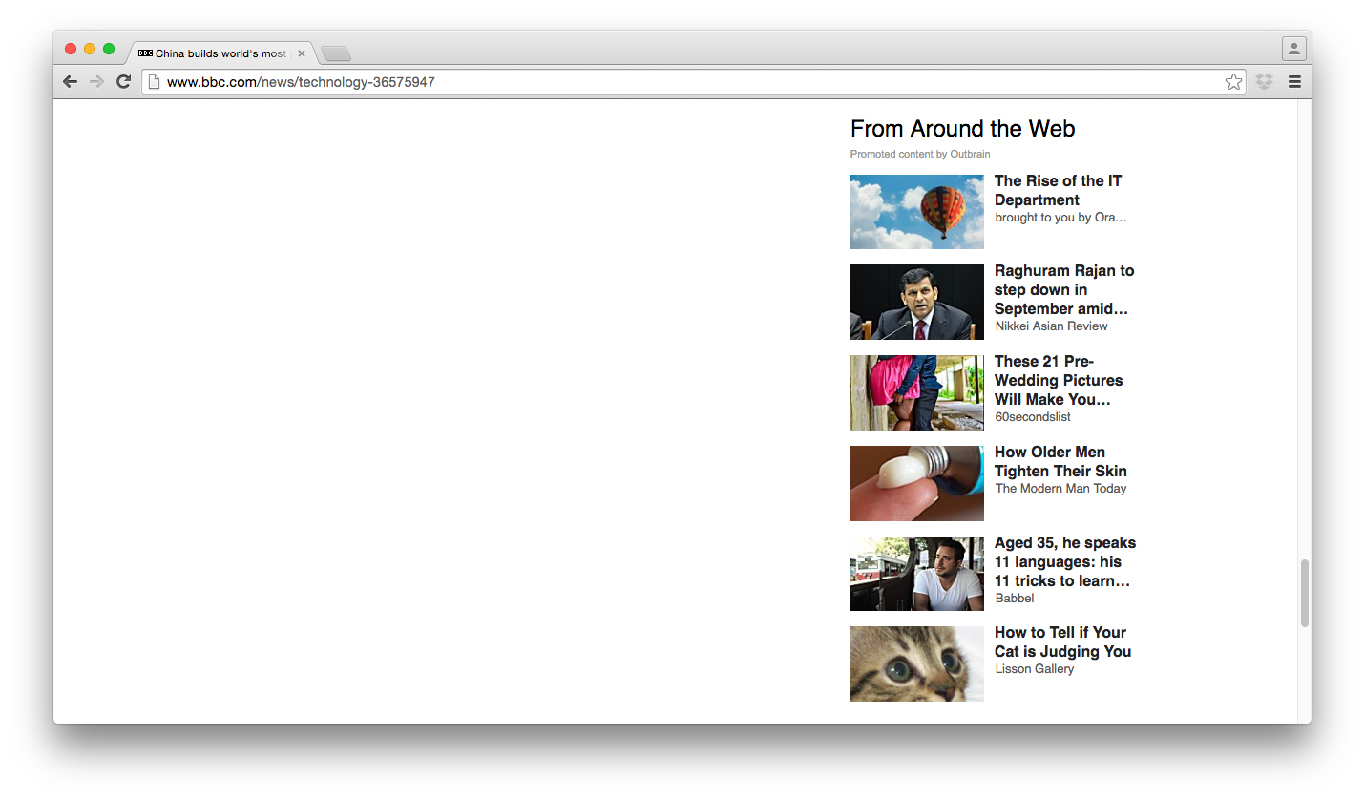 BBC China builds world's most
www.bbc.com/news/technology-36575947
From Around the Web
Promoted content by Outbrain
The Rise of the IT
Department
brought to you by Ora...
Raghuram Rajan to
step down in
September amid...
Nikkei Asian Review
These 21 Pre-
Wedding Pictures
Will Make You...
60secondslist
How Older Men
Tighten Their Skin
The Modern Man Today
Aged 35, he speaks
11 languages: his
11 tricks to learn...
Babbel
How to Tell if Your
Cat is Judging You
Lisson Gallery